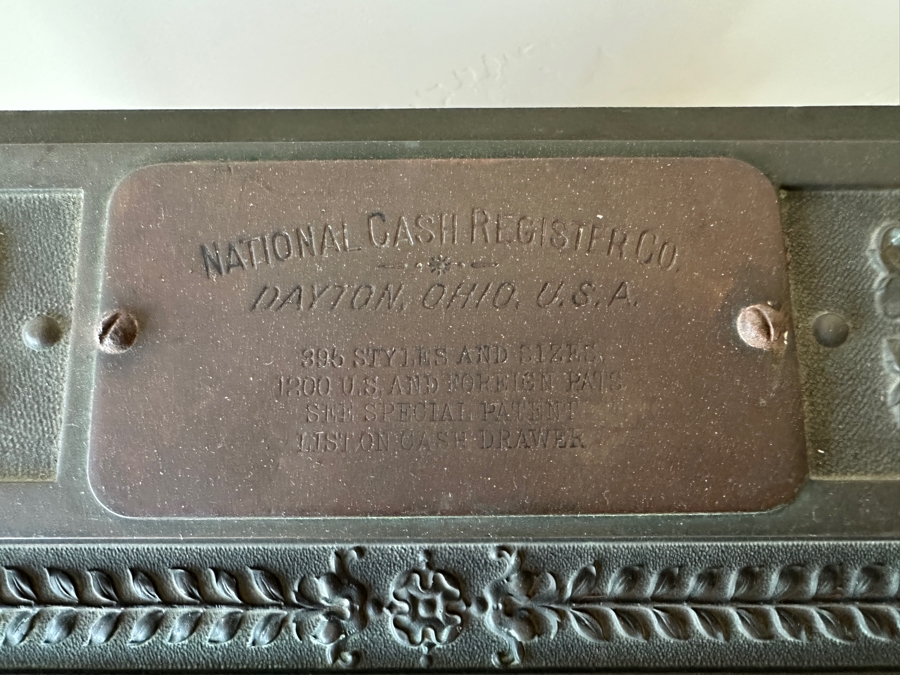 NATIONAL CASH REGISTER CO.
DAYTON, OHIO, U.S.A.
395 STYLES AND SIZES.
1200 U.S. AND FOREIGN PATS
SEE SPECIAL PATENT
LIST ON CASH DRAWER